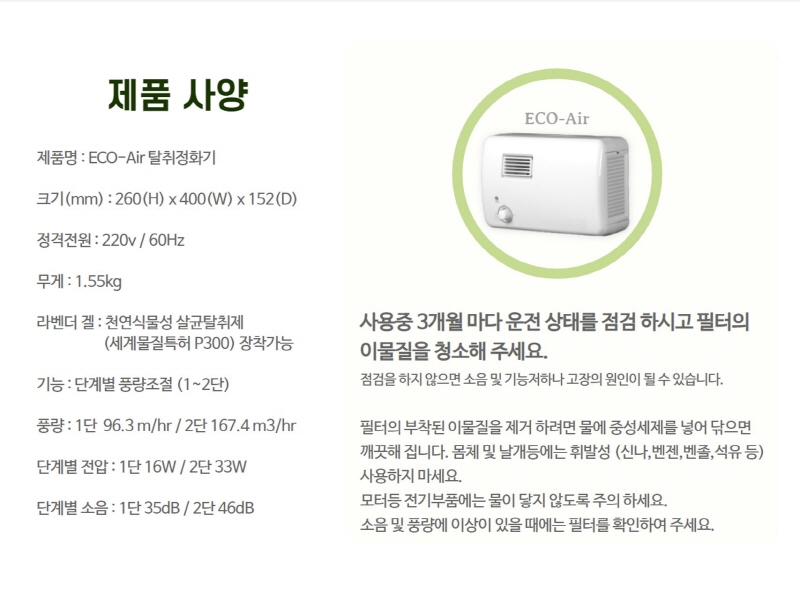 제품 사양
제품명 : ECO-Air 탈취정화기
크기(mm) : 260(H) x 400(W) x 152(D)
정격전원 : 220v / 60Hz
무게 : 1.55kg
라벤더 겔 : 천연식물성 살균탈취제
(세계물질특허 P300) 장착가능
기능 : 단계별 풍량조절 (1~2단)
풍량 : 1단 96.3 m/hr / 2단 167.4 m3/hr
단계별 전압 : 1단 16W / 2단 33W
단계별 소음 : 1단 35dB / 2단 46dB
ECO-Air
사용중 3개월 마다 운전 상태를 점검 하시고 필터의
이물질을 청소해 주세요.
점검을 하지 않으면 소음 및 기능저하나 고장의 원인이 될 수 있습니다.
필터의 부착된 이물질을 제거 하려면 물에 중성세제를 넣어 닦으면
깨끗해 집니다. 몸체 및 날개등에는 휘발성 (신나,벤젠,벤졸,석유 등)
사용하지 마세요.
모터등 전기부품에는 물이 닿지 않도록 주의 하세요.
소음 및 풍량에 이상이 있을 때에는 필터를 확인하여 주세요.